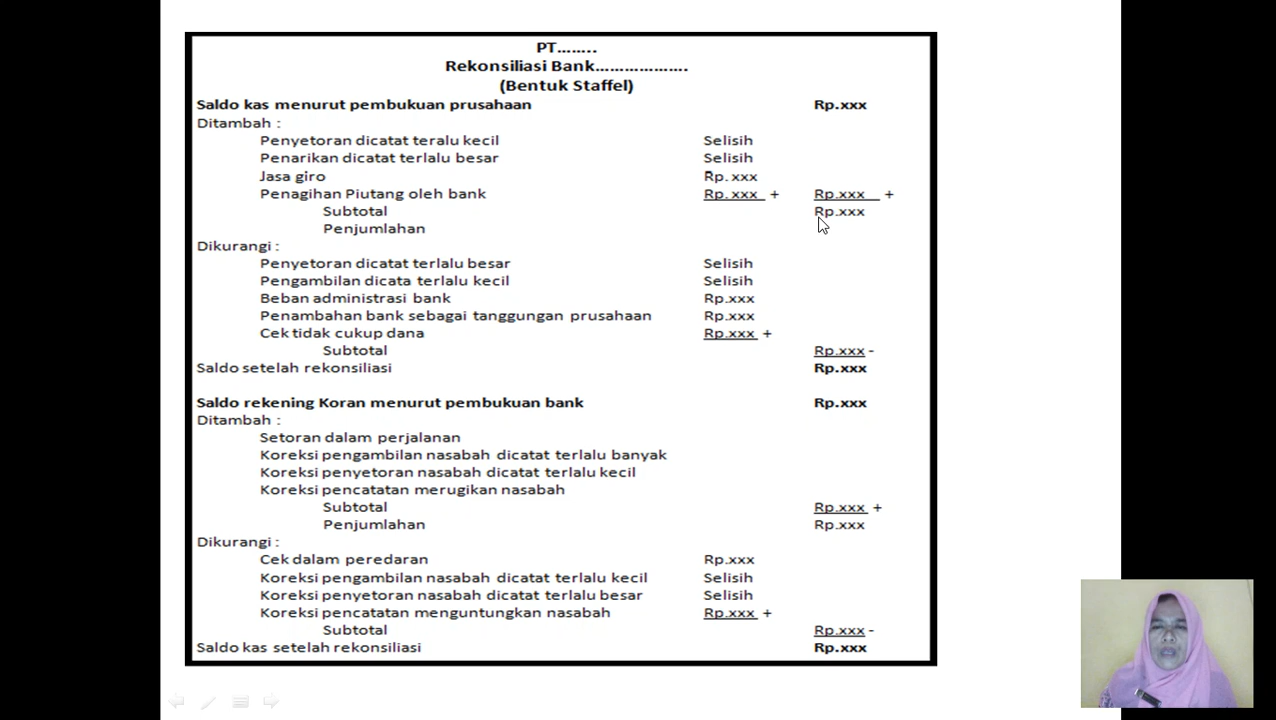 PT........
Rekonsiliasi Bank...................
(Bentuk Staffel)
Saldo kas menurut pembukuan prusahaan Rp.xxx
Ditambah :
Penyetoran dicatat teralu kecil Selisih
Penarikan dicatat terlalu besar Selisih
Jasa giro Rp. xxx
Penagihan Piutang oleh bank Rp. xxx + Rp.xxx +
Subtotal Rp.xxx
Penjumlahan
Dikurangi :
Penyetoran dicatat terlalu besar Selisih
Pengambilan dicata terlalu kecil Selisih
Beban administrasi bank Rp.xxx
Penambahan bank sebagai tanggungan prusahaan Rp.xxx
Cek tidak cukup dana Rp.xxx +
Subtotal Rp.xxx -
Saldo setelah rekonsiliasi Rp.xxx
Saldo rekening Koran menurut pembukuan bank Rp.xxx
Ditambah :
Setoran dalam perjalanan
Koreksi pengambilan nasabah dicatat terlalu banyak
Koreksi penyetoran nasabah dicatat terlalu kecil
Koreksi pencatatan merugikan nasabah
Subtotal Rp.xxx +
Penjumlahan Rp.xxx
Dikurangi :
Cek dalam peredaran Rp.xxx
Koreksi pengambilan nasabah dicatat terlalu kecil Selisih
Koreksi penyetoran nasabah dicatat terlalu besar Selisih
Koreksi pencatatan menguntungkan nasabah Rp.xxx +
Subtotal Rp.xxx -
Saldo kas setelah rekonsiliasi Rp.xxx